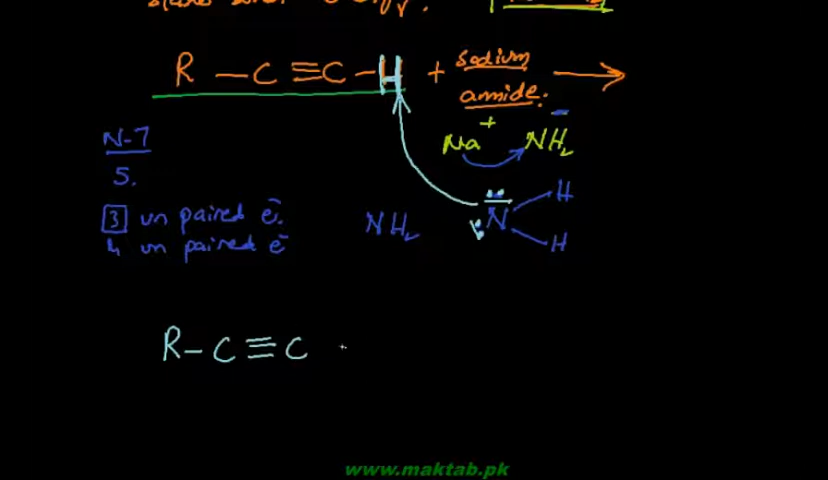 R – C ≡ C – H + sodium amide. →
Na⁺ NH₂⁻
N-7
5.
3 un paired ē.
4 un paired ē
NH₂
N H H
R – C ≡ C
www.maktab.pk